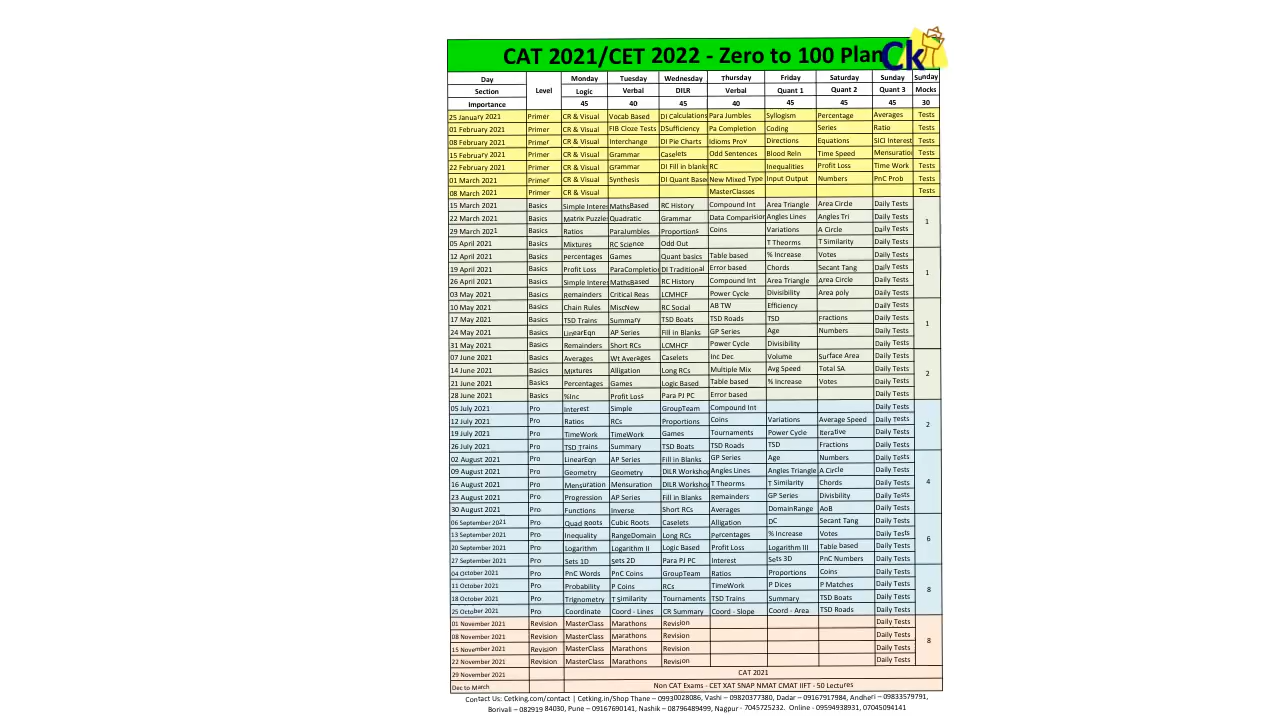 CAT 2021/CET 2022 - Zero to 100 Plan Ck
Day Level Monday Tuesday Wednesday Thursday Friday Saturday Sunday Sunday
Section Logic Verbal DILR Verbal Quant 1 Quant 2 Quant 3 Mocks
Importance 45 40 45 40 45 45 45 30
25 January 2021 Primer CR & Visual Vocab Based DI Calculations Para Jumbles Syllogism Percentage Averages Tests
01 February 2021 Primer CR & Visual FIB Cloze Tests DSufficiency Pa Completion Coding Series Ratio Tests
08 February 2021 Primer CR & Visual Interchange DI Pie Charts Idioms Prov Directions Equations SICI Interest Tests
15 February 2021 Primer CR & Visual Grammar Caselets Odd Sentences Blood Reln Time Speed Mensuratio Tests
22 February 2021 Primer CR & Visual Grammar DI Fill in blanks RC Inequalities Profit Loss Time Work Tests
01 March 2021 Primer CR & Visual Synthesis DI Quant Based New Mixed Type Input Output Numbers PnC Prob Tests
08 March 2021 Primer CR & Visual MasterClasses Tests
15 March 2021 Basics Simple Interes MathsBased RC History Compound Int Area Triangle Area Circle Daily Tests
22 March 2021 Basics Matrix Puzzles Quadratic Grammar Data Comparision Angles Lines Angles Tri Daily Tests 1
29 March 2021 Basics Ratios ParaJumbles Proportions Coins Variations A Circle Daily Tests
05 April 2021 Basics Mixtures RC Science Odd Out T Theorms T Similarity Daily Tests
12 April 2021 Basics Percentages Games Quant basics Table based % Increase Votes Daily Tests
19 April 2021 Basics Profit Loss ParaCompletion DI Traditional Error based Chords Secant Tang Daily Tests 1
26 April 2021 Basics Simple Interes MathsBased RC History Compound Int Area Triangle Area Circle Daily Tests
03 May 2021 Basics Remainders Critical Reas LCMHCF Power Cycle Divisibility Area poly Daily Tests
10 May 2021 Basics Chain Rules MiscNew RC Social AB TW Efficiency Daily Tests
17 May 2021 Basics TSD Trains Summary TSD Boats TSD Roads TSD Fractions Daily Tests 1
24 May 2021 Basics LinearEqn AP Series Fill in Blanks GP Series Age Numbers Daily Tests
31 May 2021 Basics Remainders Short RCs LCMHCF Power Cycle Divisibility Daily Tests
07 June 2021 Basics Averages Wt Averages Caselets Inc Dec Volume Surface Area Daily Tests
14 June 2021 Basics Mixtures Alligation Long RCs Multiple Mix Avg Speed Total SA Daily Tests 2
21 June 2021 Basics Percentages Games Logic Based Table based % Increase Votes Daily Tests
28 June 2021 Basics %Inc Profit Loss Para PJ PC Error based Daily Tests
05 July 2021 Pro Interest Simple GroupTeam Compound Int Daily Tests
12 July 2021 Pro Ratios RCs Proportions Coins Variations Average Speed Daily Tests 2
19 July 2021 Pro TimeWork TimeWork Games Tournaments Power Cycle Iterative Daily Tests
26 July 2021 Pro TSD Trains Summary TSD Boats TSD Roads TSD Fractions Daily Tests
02 August 2021 Pro LinearEqn AP Series Fill in Blanks GP Series Age Numbers Daily Tests
09 August 2021 Pro Geometry Geometry DILR Workshop Angles Lines Angles Triangle A Circle Daily Tests 4
16 August 2021 Pro Mensuration Mensuration DILR Workshop T Theorms T Similarity Chords Daily Tests
23 August 2021 Pro Progression AP Series Fill in Blanks Remainders GP Series Divisbility Daily Tests
30 August 2021 Pro Functions Inverse Short RCs Averages DomainRange AoB Daily Tests
06 September 2021 Pro Quad Roots Cubic Roots Caselets Alligation DC Secant Tang Daily Tests
13 September 2021 Pro Inequality RangeDomain Long RCs Percentages % Increase Votes Daily Tests 6
20 September 2021 Pro Logarithm Logarithm II Logic Based Profit Loss Logarithm III Table based Daily Tests
27 September 2021 Pro Sets 1D Sets 2D Para PJ PC Interest Sets 3D PnC Numbers Daily Tests
04 October 2021 Pro PnC Words PnC Coins GroupTeam Ratios Proportions Coins Daily Tests
11 October 2021 Pro Probability P Coins RCs TimeWork P Dices P Matches Daily Tests 8
18 October 2021 Pro Trignometry T Similarity Tournaments TSD Trains Summary TSD Boats Daily Tests
25 October 2021 Pro Coordinate Coord - Lines CR Summary Coord - Slope Coord - Area TSD Roads Daily Tests
01 November 2021 Revision MasterClass Marathons Revision Daily Tests
08 November 2021 Revision MasterClass Marathons Revision Daily Tests 8
15 November 2021 Revision MasterClass Marathons Revision Daily Tests
22 November 2021 Revision MasterClass Marathons Revision Daily Tests
29 November 2021 CAT 2021
Dec to March Non CAT Exams - CET XAT SNAP NMAT CMAT IIFT - 50 Lectures
Contact Us: Cetking.com/contact | Cetking.in/Shop Thane – 09930028086, Vashi – 09820377380, Dadar – 09167917984, Andheri – 09833579791,
Borivali – 082919 84030, Pune – 09167690141, Nashik – 08796489499, Nagpur - 7045725232. Online - 09594938931, 07045094141